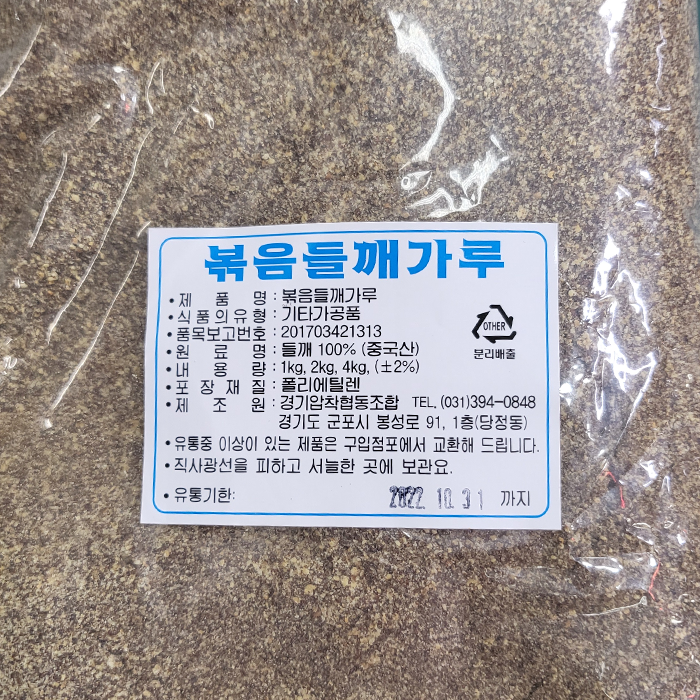 볶음들깨가루
• 제 품 명 : 볶음들깨가루
• 식품의유형 : 기타가공품
• 품목보고번호 : 201703421313
• 원 료 명 : 들깨 100% (중국산)
• 내 용 량 : 1kg, 2kg, 4kg, (±2%)
• 포 장 재 질 : 폴리에틸렌
• 제 조 원 : 경기압착협동조합 TEL. (031)394-0848
경기도 군포시 봉성로 91, 1층(당정동)
OTHER
분리배출
• 유통중 이상이 있는 제품은 구입점포에서 교환해 드립니다.
• 직사광선을 피하고 서늘한 곳에 보관요.
• 유통기한: 2022. 10. 31 까지